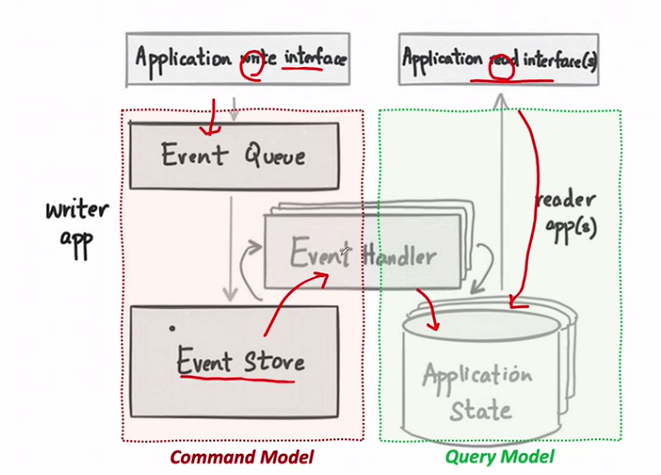 Application write interface
Application read interface(s)
Event Queue
writer
app
reader
app(s)
Event Handler
Event Store
Application
State
Command Model
Query Model